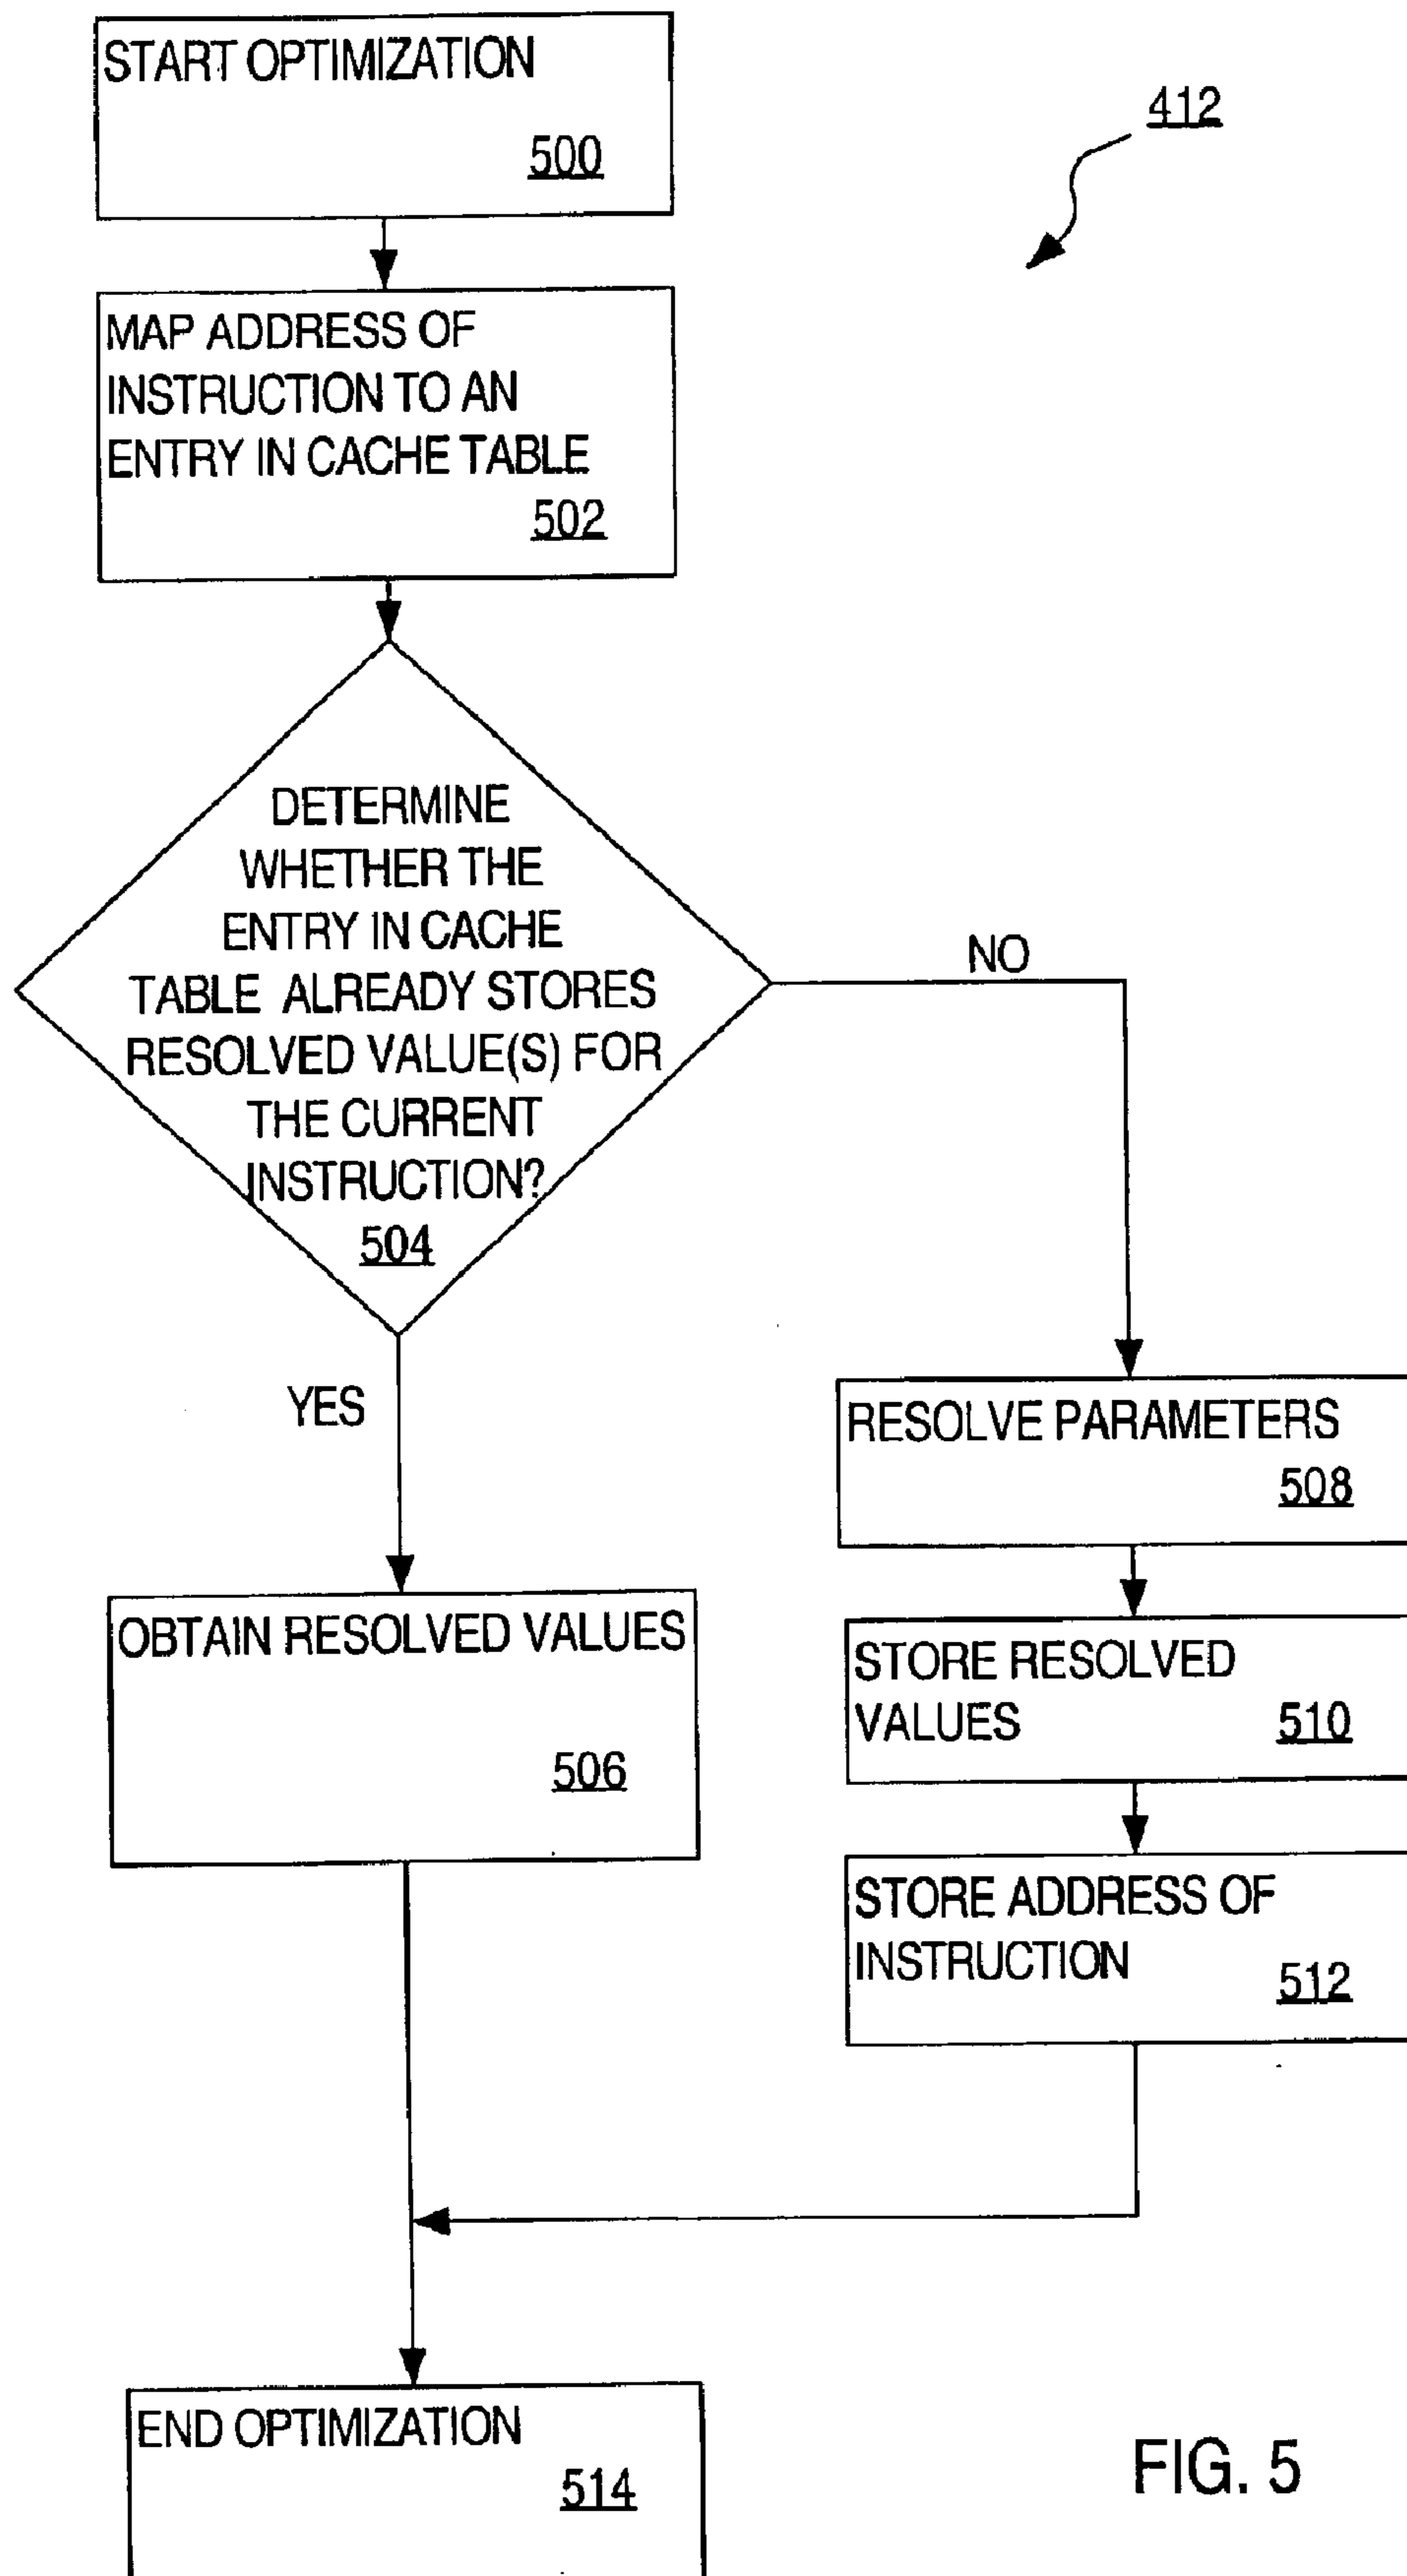 START OPTIMIZATION
500
412
MAP ADDRESS OF
INSTRUCTION TO AN
ENTRY IN CACHE TABLE
502
DETERMINE
WHETHER THE
ENTRY IN CACHE
TABLE ALREADY STORES
RESOLVED VALUE(S) FOR
THE CURRENT
INSTRUCTION?
504
NO
YES
RESOLVE PARAMETERS
508
OBTAIN RESOLVED VALUES
506
STORE RESOLVED
VALUES
510
STORE ADDRESS OF
INSTRUCTION
512
END OPTIMIZATION
514
FIG. 5